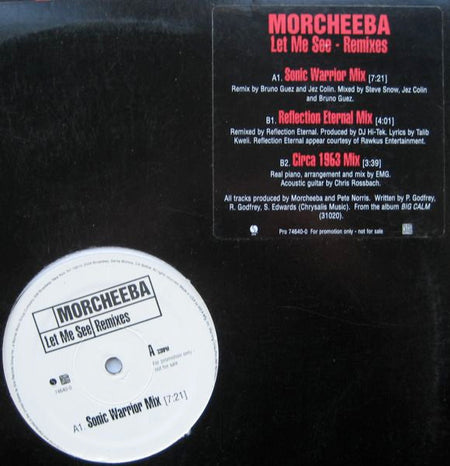 MORCHEEBA
Let Me See - Remixes
A1. Sonic Warrior Mix [7:21]
Remix by Bruno Guez and Jez Colin. Mixed by Steve Snow, Jez Colin
and Bruno Guez.
B1. Reflection Eternal Mix [4:01]
Remixed by Reflection Eternal. Produced by DJ Hi-Tek. Lyrics by Talib
Kweli. Reflection Eternal appear courtesy of Rawkus Entertainment.
B2. Circa 1963 Mix [3:39]
Real piano, arrangement and mix by EMG.
Acoustic guitar by Chris Rossbach.
All tracks produced by Morcheeba and Pete Norris. Written by P. Godfrey,
R. Godfrey, S. Edwards (Chrysalis Music). From the album BIG CALM
(31020).
Pro 74640-0 For promotion only - not for sale
MORCHEEBA
Let Me See Remixes
A 33RPM
For promotion only -
not for sale
74640-0
A1. Sonic Warrior Mix [7:21]